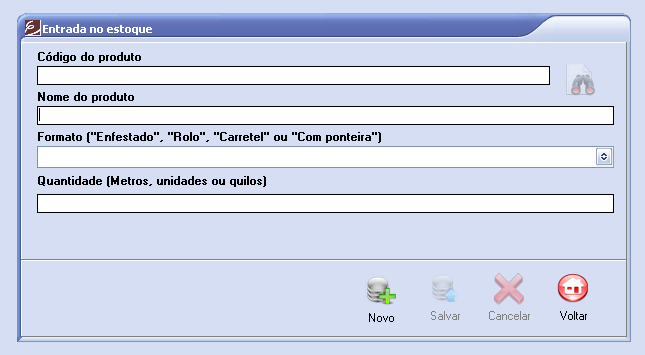 Entrada no estoque
Código do produto
Nome do produto
Formato ("Enfestado", "Rolo", "Carretel" ou "Com ponteira")
Quantidade (Metros, unidades ou quilos)
Novo Salvar Cancelar Voltar